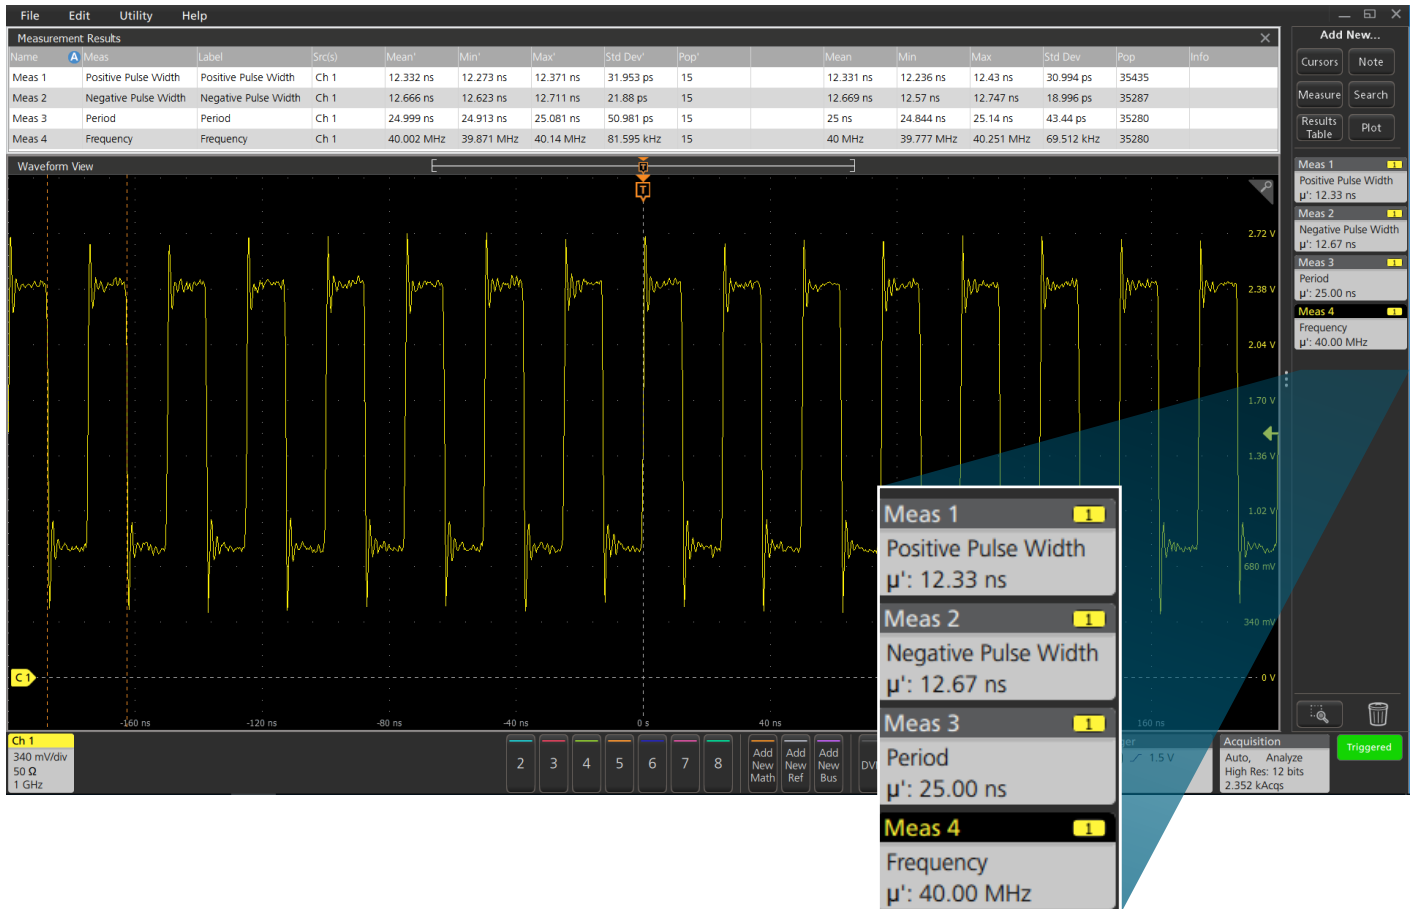 File Edit Utility Help
Measurement Results
Add New...
Name A Meas Label Src(s) Mean' Min' Max' Std Dev' Pop' Mean Min Max Std Dev Pop Info
Meas 1 Positive Pulse Width Positive Pulse Width Ch 1 12.332 ns 12.273 ns 12.371 ns 31.953 ps 15 12.331 ns 12.236 ns 12.43 ns 30.994 ps 35435
Meas 2 Negative Pulse Width Negative Pulse Width Ch 1 12.666 ns 12.623 ns 12.711 ns 21.88 ps 15 12.669 ns 12.57 ns 12.747 ns 18.996 ps 35287
Meas 3 Period Period Ch 1 24.999 ns 24.913 ns 25.081 ns 50.981 ps 15 25 ns 24.844 ns 25.14 ns 43.44 ps 35280
Meas 4 Frequency Frequency Ch 1 40.002 MHz 39.871 MHz 40.14 MHz 81.595 kHz 15 40 MHz 39.777 MHz 40.251 MHz 69.512 kHz 35280
Cursors Note
Measure Search
Results Table Plot
Waveform View
T
T
2.72 V
2.38 V
2.04 V
1.70 V
1.36 V
1.02 V
680 mV
340 mV
0 V
C1
-160 ns -120 ns -80 ns -40 ns 0 s 40 ns 160 ns
Meas 1 1
Positive Pulse Width
µ': 12.33 ns
Meas 2 1
Negative Pulse Width
µ': 12.67 ns
Meas 3 1
Period
µ': 25.00 ns
Meas 4 1
Frequency
µ': 40.00 MHz
Meas 1 1
Positive Pulse Width
µ': 12.33 ns
Meas 2 1
Negative Pulse Width
µ': 12.67 ns
Meas 3 1
Period
µ': 25.00 ns
Meas 4 1
Frequency
µ': 40.00 MHz
Ch 1
340 mV/div
50 Ω
1 GHz
2 3 4 5 6 7 8
Add New Math
Add New Ref
Add New Bus
1.5 V
Acquisition
Auto, Analyze
High Res: 12 bits
2.352 kAcqs
Triggered